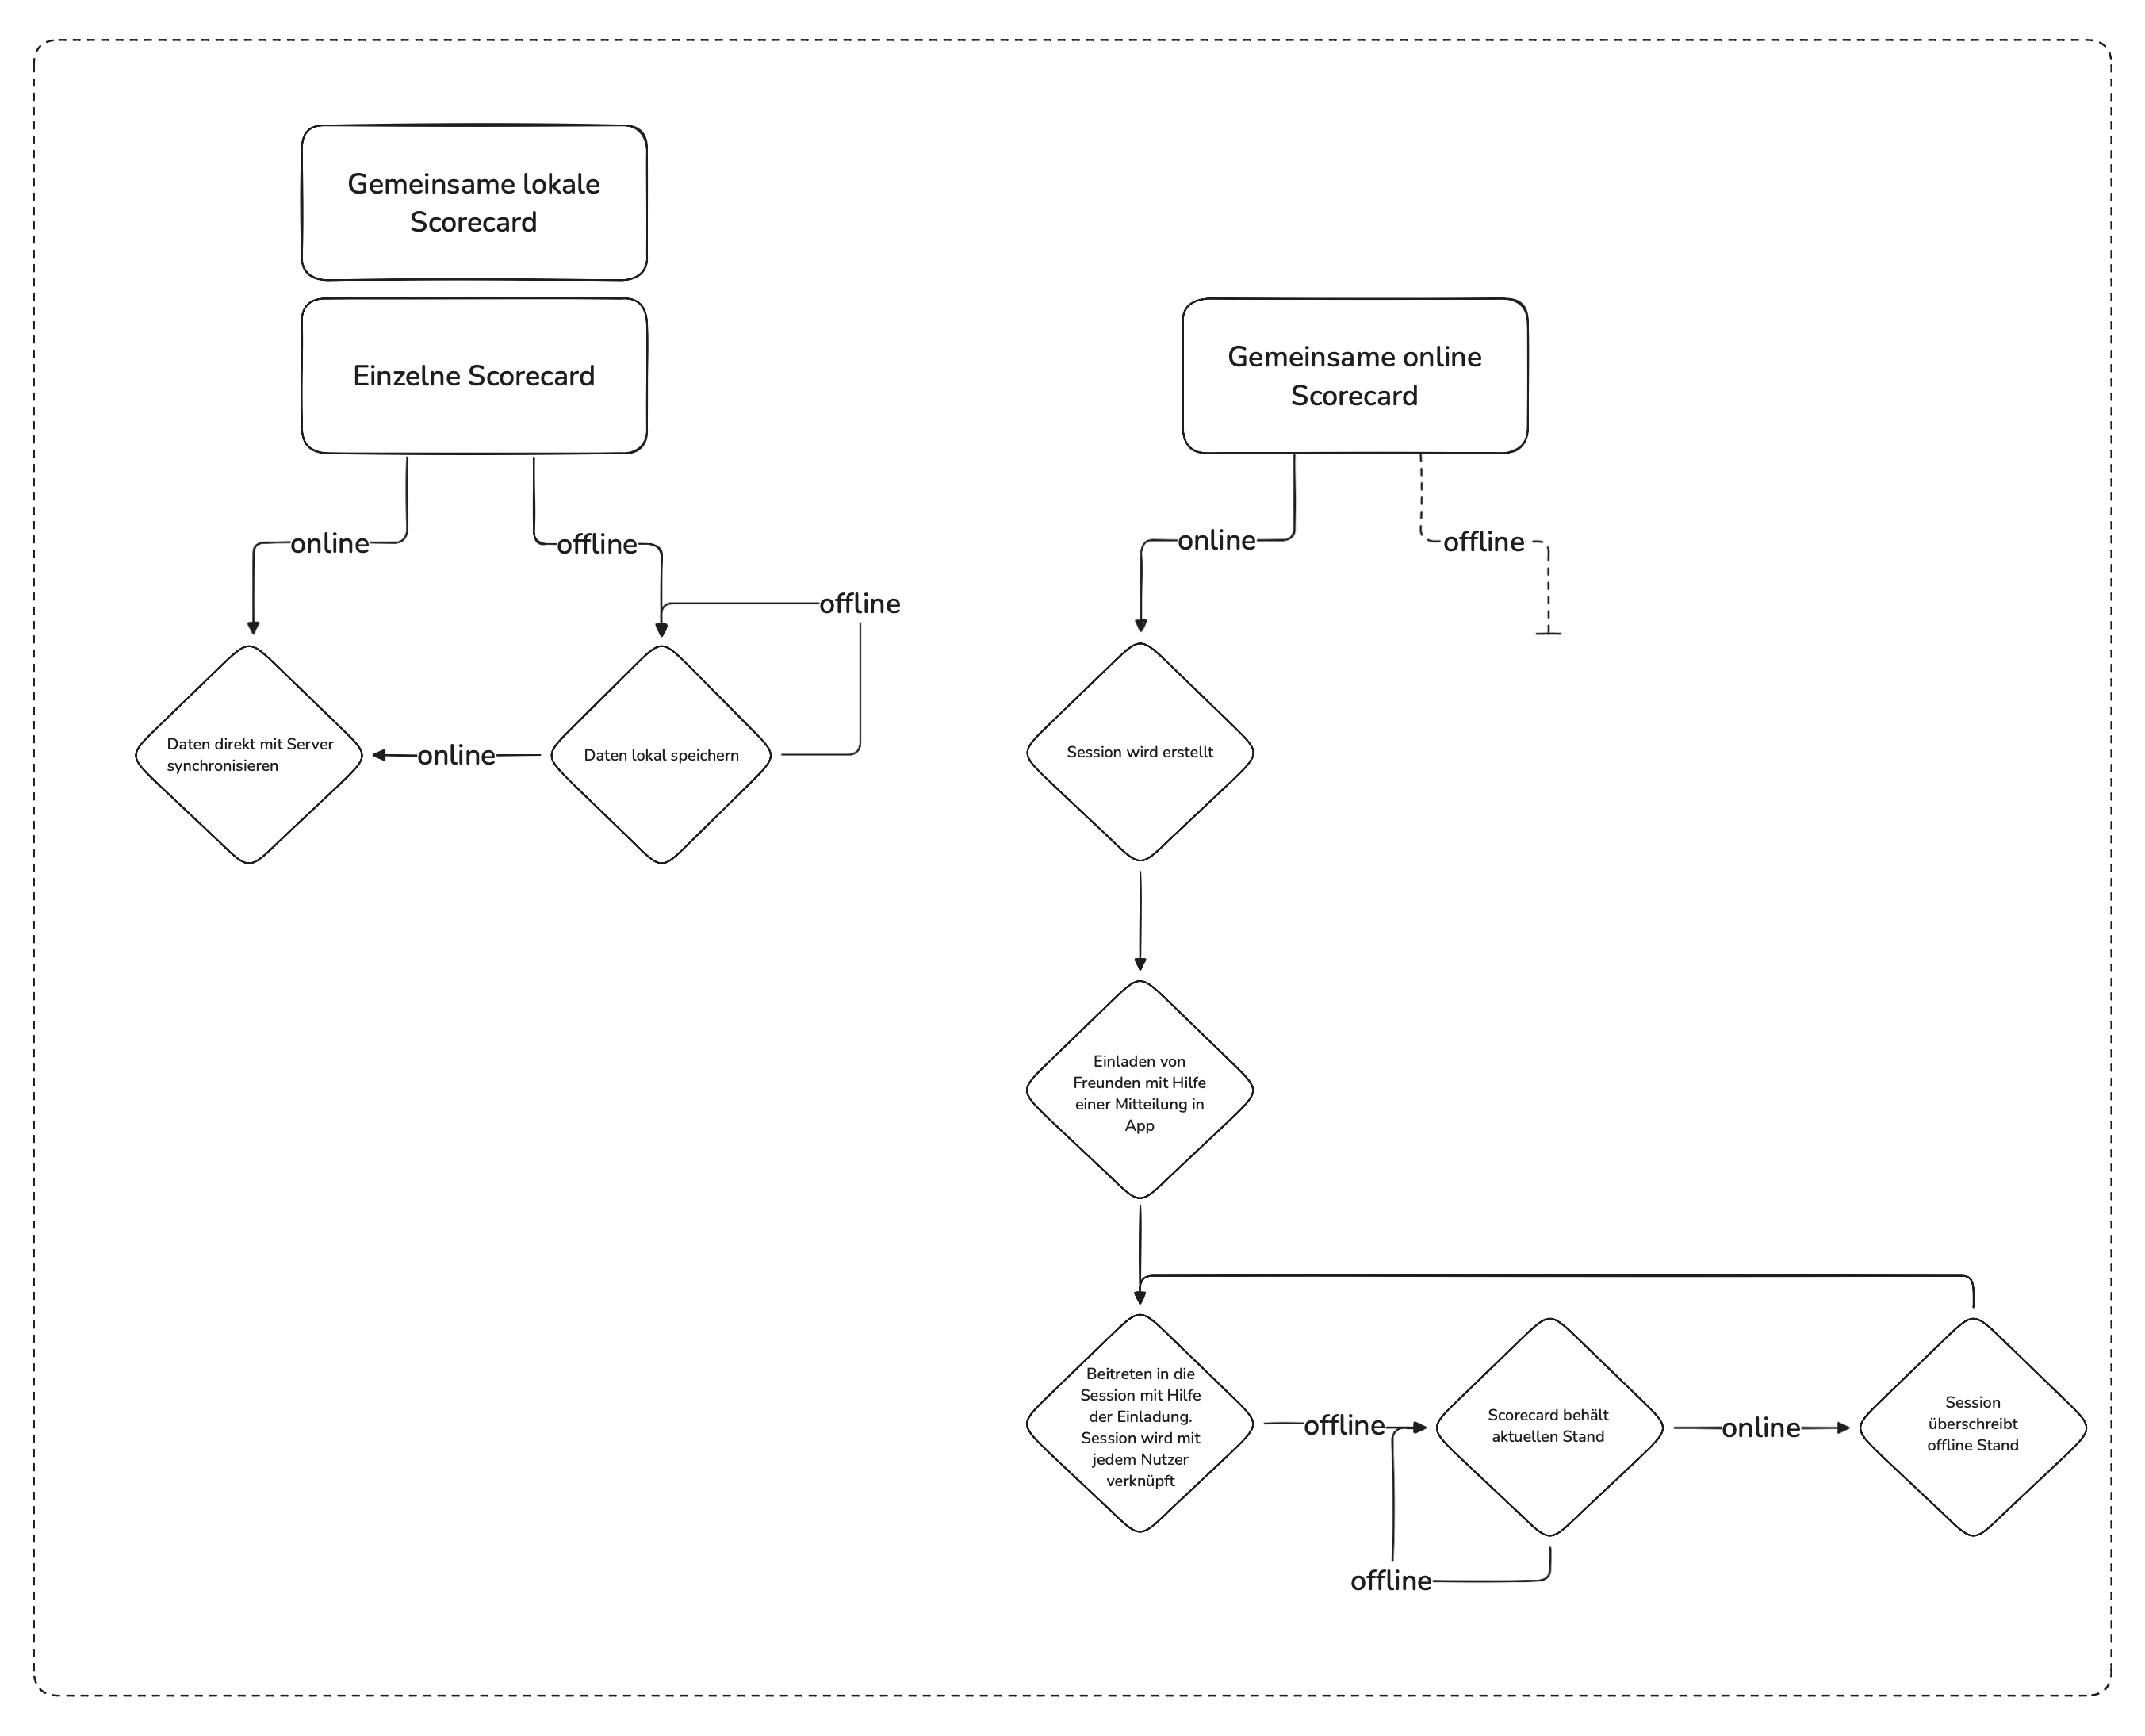 Gemeinsame lokale
Scorecard
Einzelne Scorecard
online
offline
offline
Daten direkt mit Server
synchronisieren
online
Daten lokal speichern
Gemeinsame online
Scorecard
online
offline
Session wird erstellt
Einladen von
Freunden mit Hilfe
einer Mitteilung in
App
Beitreten in die
Session mit Hilfe
der Einladung.
Session wird mit
jedem Nutzer
verknüpft
offline
Scorecard behält
aktuellen Stand
online
Session
überschreibt
offline Stand
offline